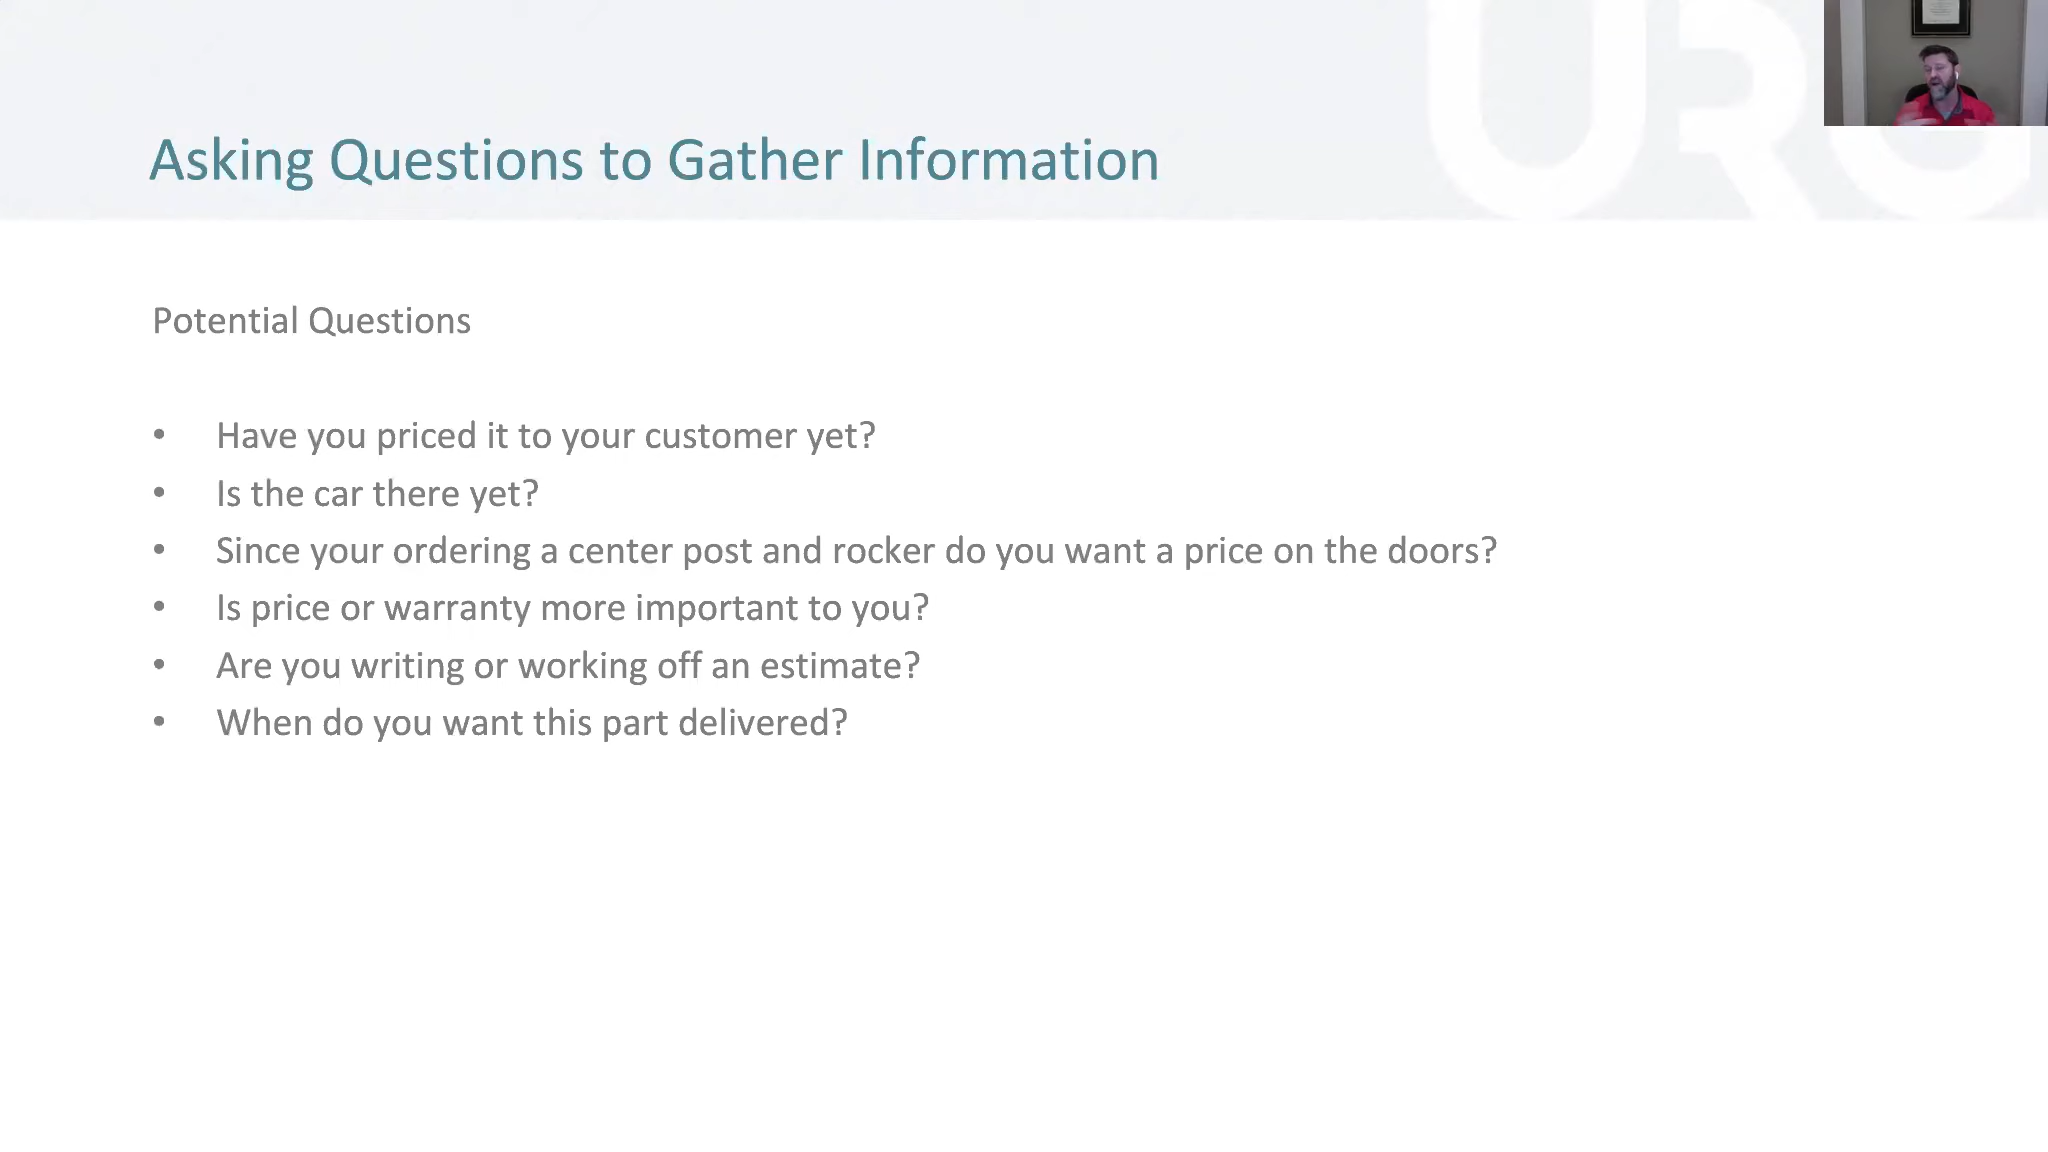 URG
Asking Questions to Gather Information
Potential Questions
• Have you priced it to your customer yet?
• Is the car there yet?
• Since your ordering a center post and rocker do you want a price on the doors?
• Is price or warranty more important to you?
• Are you writing or working off an estimate?
• When do you want this part delivered?